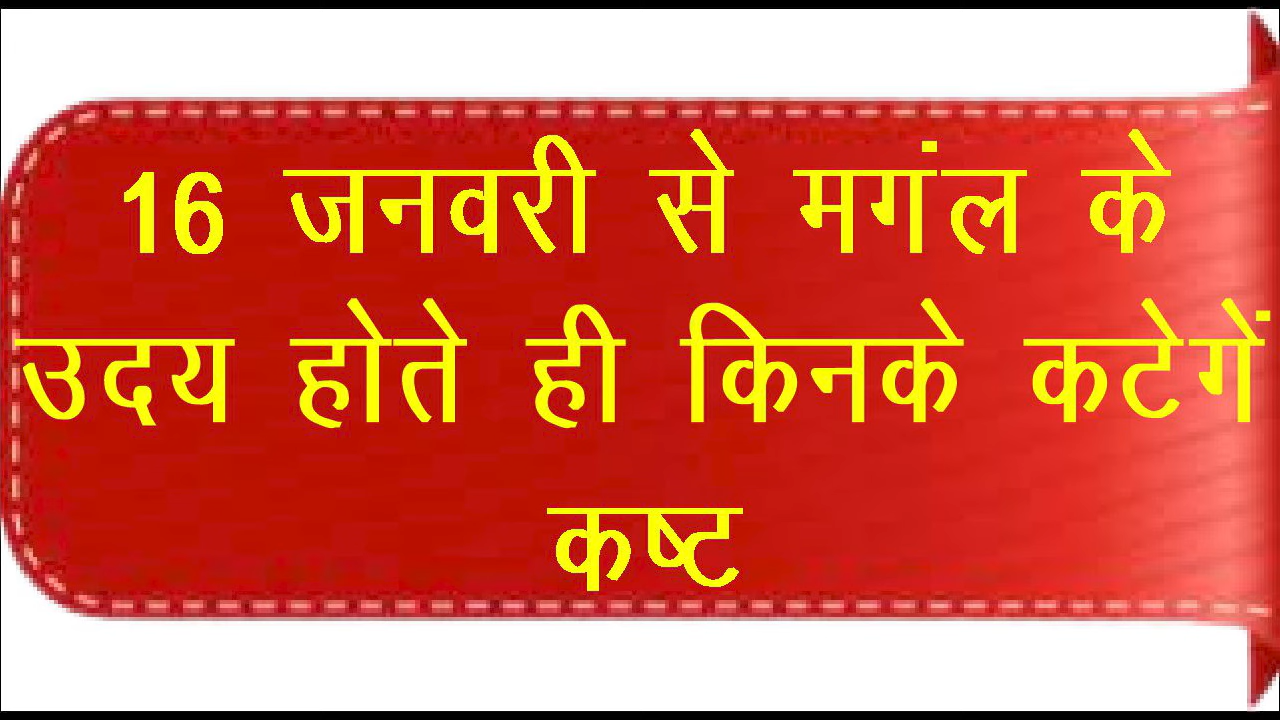 16 जनवरी से मगंल के
उदय होते ही किनके कटेगें
कष्ट